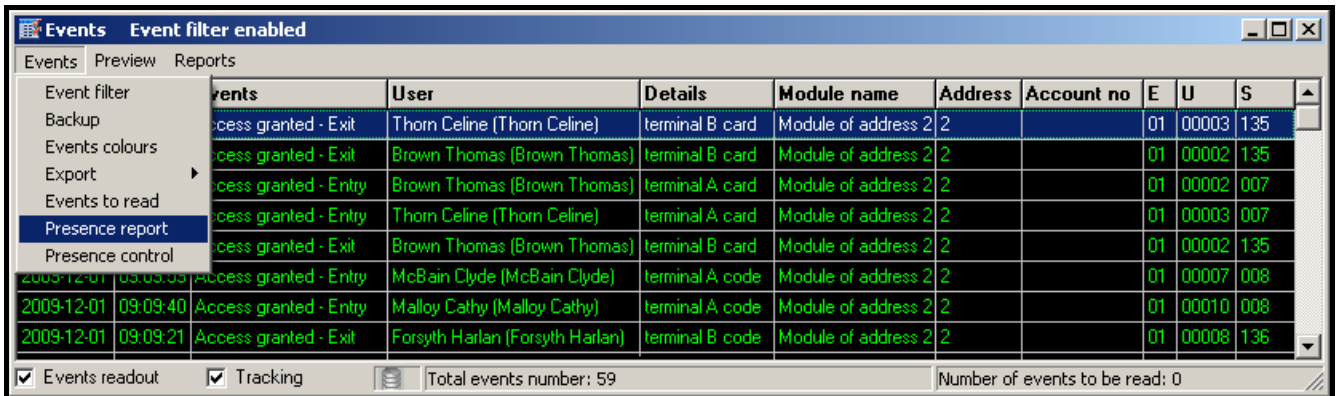 Events Event filter enabled
Events Preview Reports
Event filter
Backup
Events colours
Export
Events to read
Presence report
Presence control
vents User Details Module name Address Account no E U S
ccess granted - Exit Thorn Celine (Thorn Celine) terminal B card Module of address 2 2 01 00003 135
ccess granted - Exit Brown Thomas (Brown Thomas) terminal B card Module of address 2 2 01 00002 135
ccess granted - Entry Brown Thomas (Brown Thomas) terminal A card Module of address 2 2 01 00002 007
ccess granted - Entry Thorn Celine (Thorn Celine) terminal A card Module of address 2 2 01 00003 007
ccess granted - Exit Brown Thomas (Brown Thomas) terminal B card Module of address 2 2 01 00002 135
2009-12-01 Access granted - Entry McBain Clyde (McBain Clyde) terminal A code Module of address 2 2 01 00007 008
2009-12-01 09:09:40 Access granted - Entry Malloy Cathy (Malloy Cathy) terminal A code Module of address 2 2 01 00010 008
2009-12-01 09:09:21 Access granted - Exit Forsyth Harlan (Forsyth Harlan) terminal B code Module of address 2 2 01 00008 136
Events readout Tracking Total events number: 59 Number of events to be read: 0